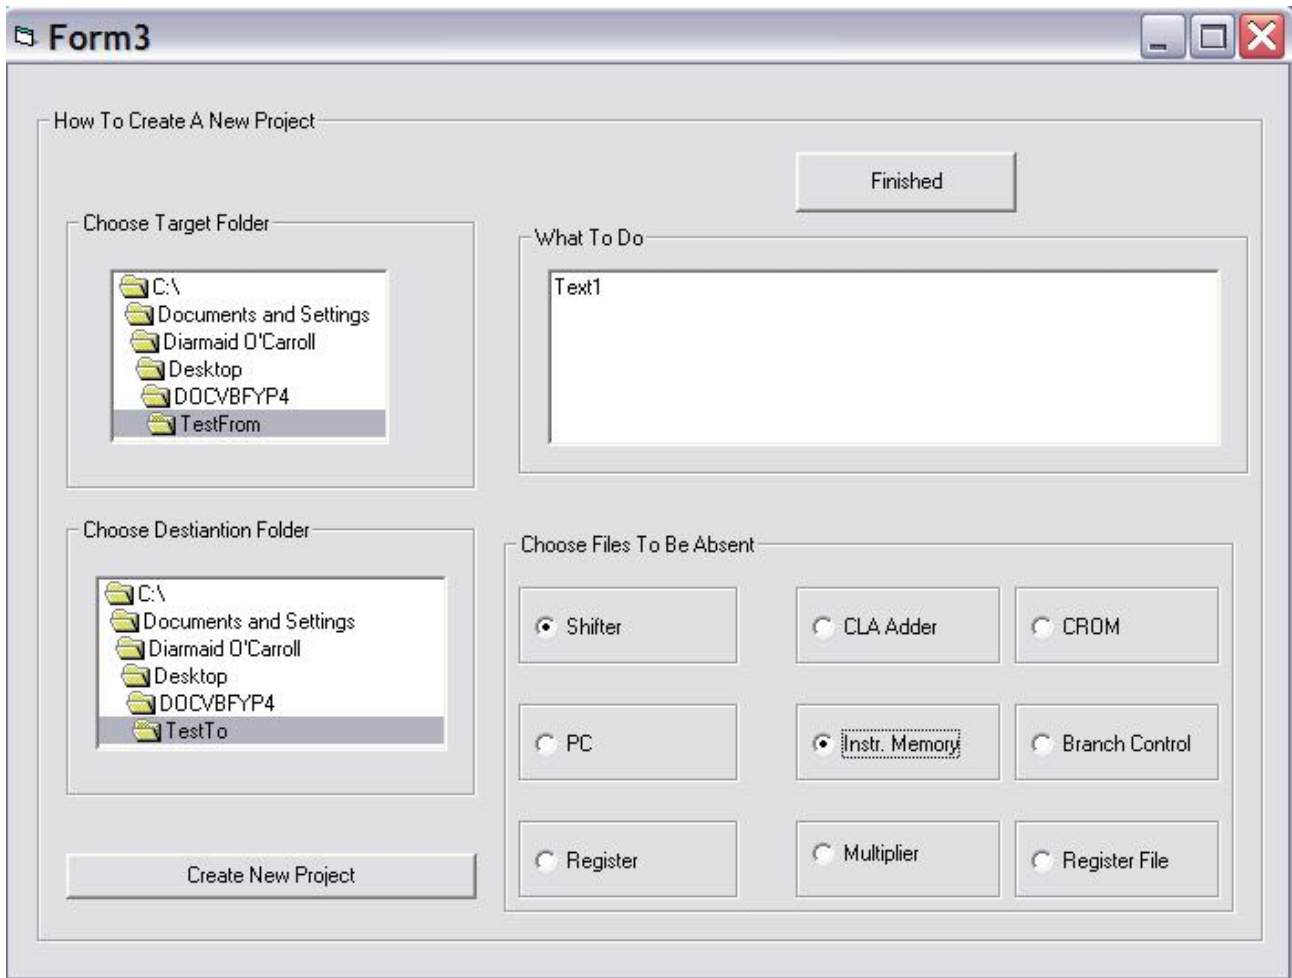 Form3
How To Create A New Project
Finished
Choose Target Folder
C:\
Documents and Settings
Diarmaid O'Carroll
Desktop
DOCVBFYP4
TestFrom
What To Do
Text1
Choose Destiantion Folder
C:\
Documents and Settings
Diarmaid O'Carroll
Desktop
DOCVBFYP4
TestTo
Create New Project
Choose Files To Be Absent
Shifter
CLA Adder
CROM
PC
Instr. Memory
Branch Control
Register
Multiplier
Register File